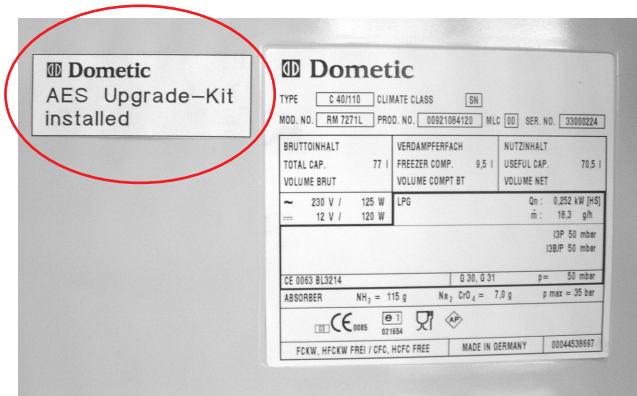 Dometic
AES Upgrade-Kit
installed
Dometic
TYPE C 40/110 CLIMATE CLASS SN
MOD. NO. RM 7271L PROD. NO. 00921084120 MLC 00 SER. NO. 33000224
BRUTTOINHALT VERDAMPFERFACH NUTZINHALT
TOTAL CAP. 77 l FREEZER COMP. 9,5 l USEFUL CAP. 70,5 l
VOLUME BRUT VOLUME COMPT BT VOLUME NET
~ 230 V / 125 W LPG Qn : 0,252 kW [HS]
⎓ 12 V / 120 W ṁ : 18,3 g/h
I3P 50 mbar
I3B/P 50 mbar
CE 0063 BL3214 G 30, G 31 p= 50 mbar
ABSORBER NH₃ = 115 g Na₂ CrO₄ = 7,0 g p max = 35 bar
CE 0085 e1 021654 AP
FCKW, HFCKW FREI / CFC, HCFC FREE MADE IN GERMANY 00044538697